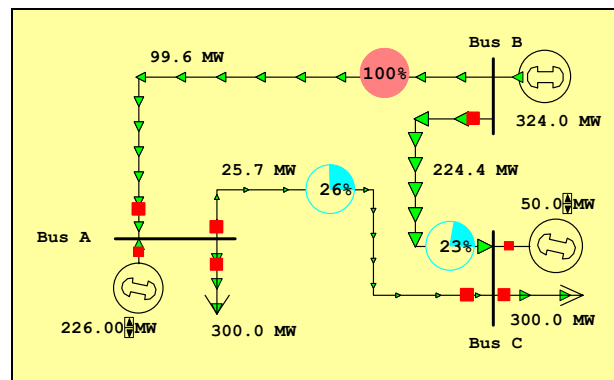 Bus B
99.6 MW
100%
324.0 MW
224.4 MW
25.7 MW
26%
50.0 MW
Bus A
23%
226.00 MW
300.0 MW
300.0 MW
Bus C